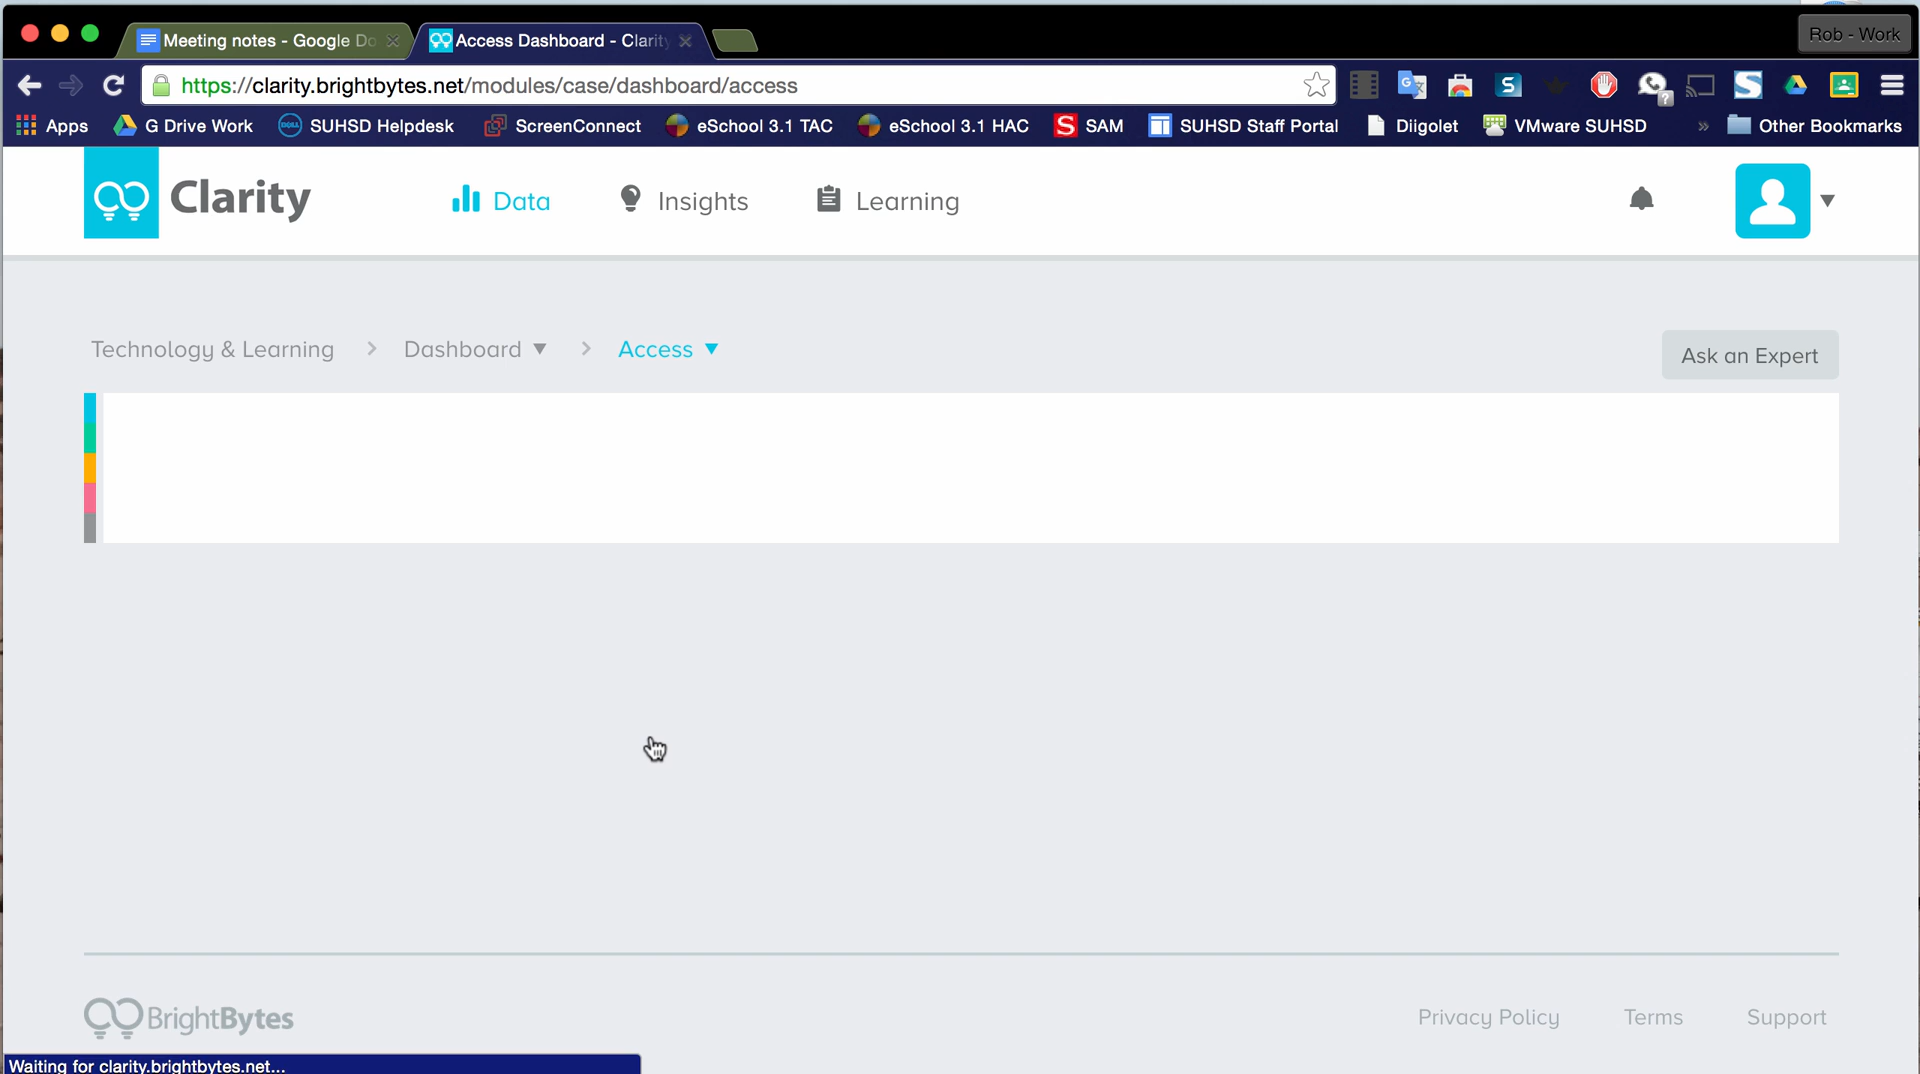 Meeting notes - Google Do
Access Dashboard - Clarity
Rob - Work
https://clarity.brightbytes.net/modules/case/dashboard/access
Apps G Drive Work SUHSD Helpdesk ScreenConnect eSchool 3.1 TAC eSchool 3.1 HAC SAM SUHSD Staff Portal Diigolet VMware SUHSD » Other Bookmarks
Clarity Data Insights Learning
Technology & Learning > Dashboard ▼ > Access ▼
Ask an Expert
BrightBytes Privacy Policy Terms Support
Waiting for clarity.brightbytes.net...